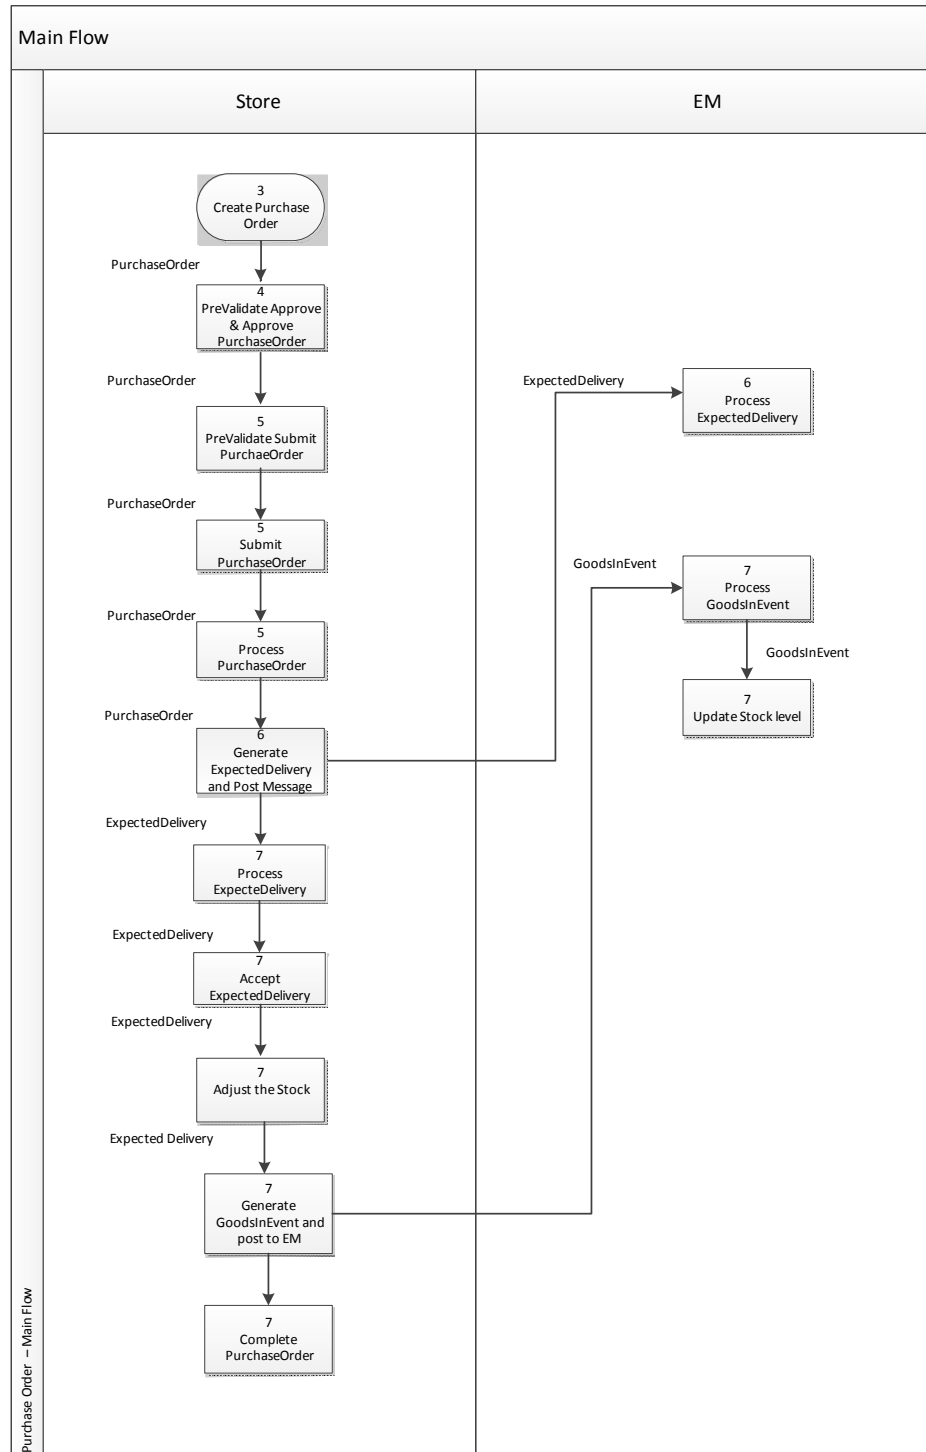 Main Flow
Store
EM
3
Create Purchase
Order
PurchaseOrder
4
PreValidate Approve
& Approve
PurchaseOrder
PurchaseOrder
5
PreValidate Submit
PurchaeOrder
PurchaseOrder
5
Submit
PurchaseOrder
PurchaseOrder
5
Process
PurchaseOrder
PurchaseOrder
6
Generate
ExpectedDelivery
and Post Message
ExpectedDelivery
7
Process
ExpecteDelivery
ExpectedDelivery
7
Accept
ExpectedDelivery
ExpectedDelivery
7
Adjust the Stock
Expected Delivery
7
Generate
GoodsInEvent and
post to EM
7
Complete
PurchaseOrder
ExpectedDelivery
6
Process
ExpectedDelivery
GoodsInEvent
7
Process
GoodsInEvent
GoodsInEvent
7
Update Stock level
Purchase Order – Main Flow